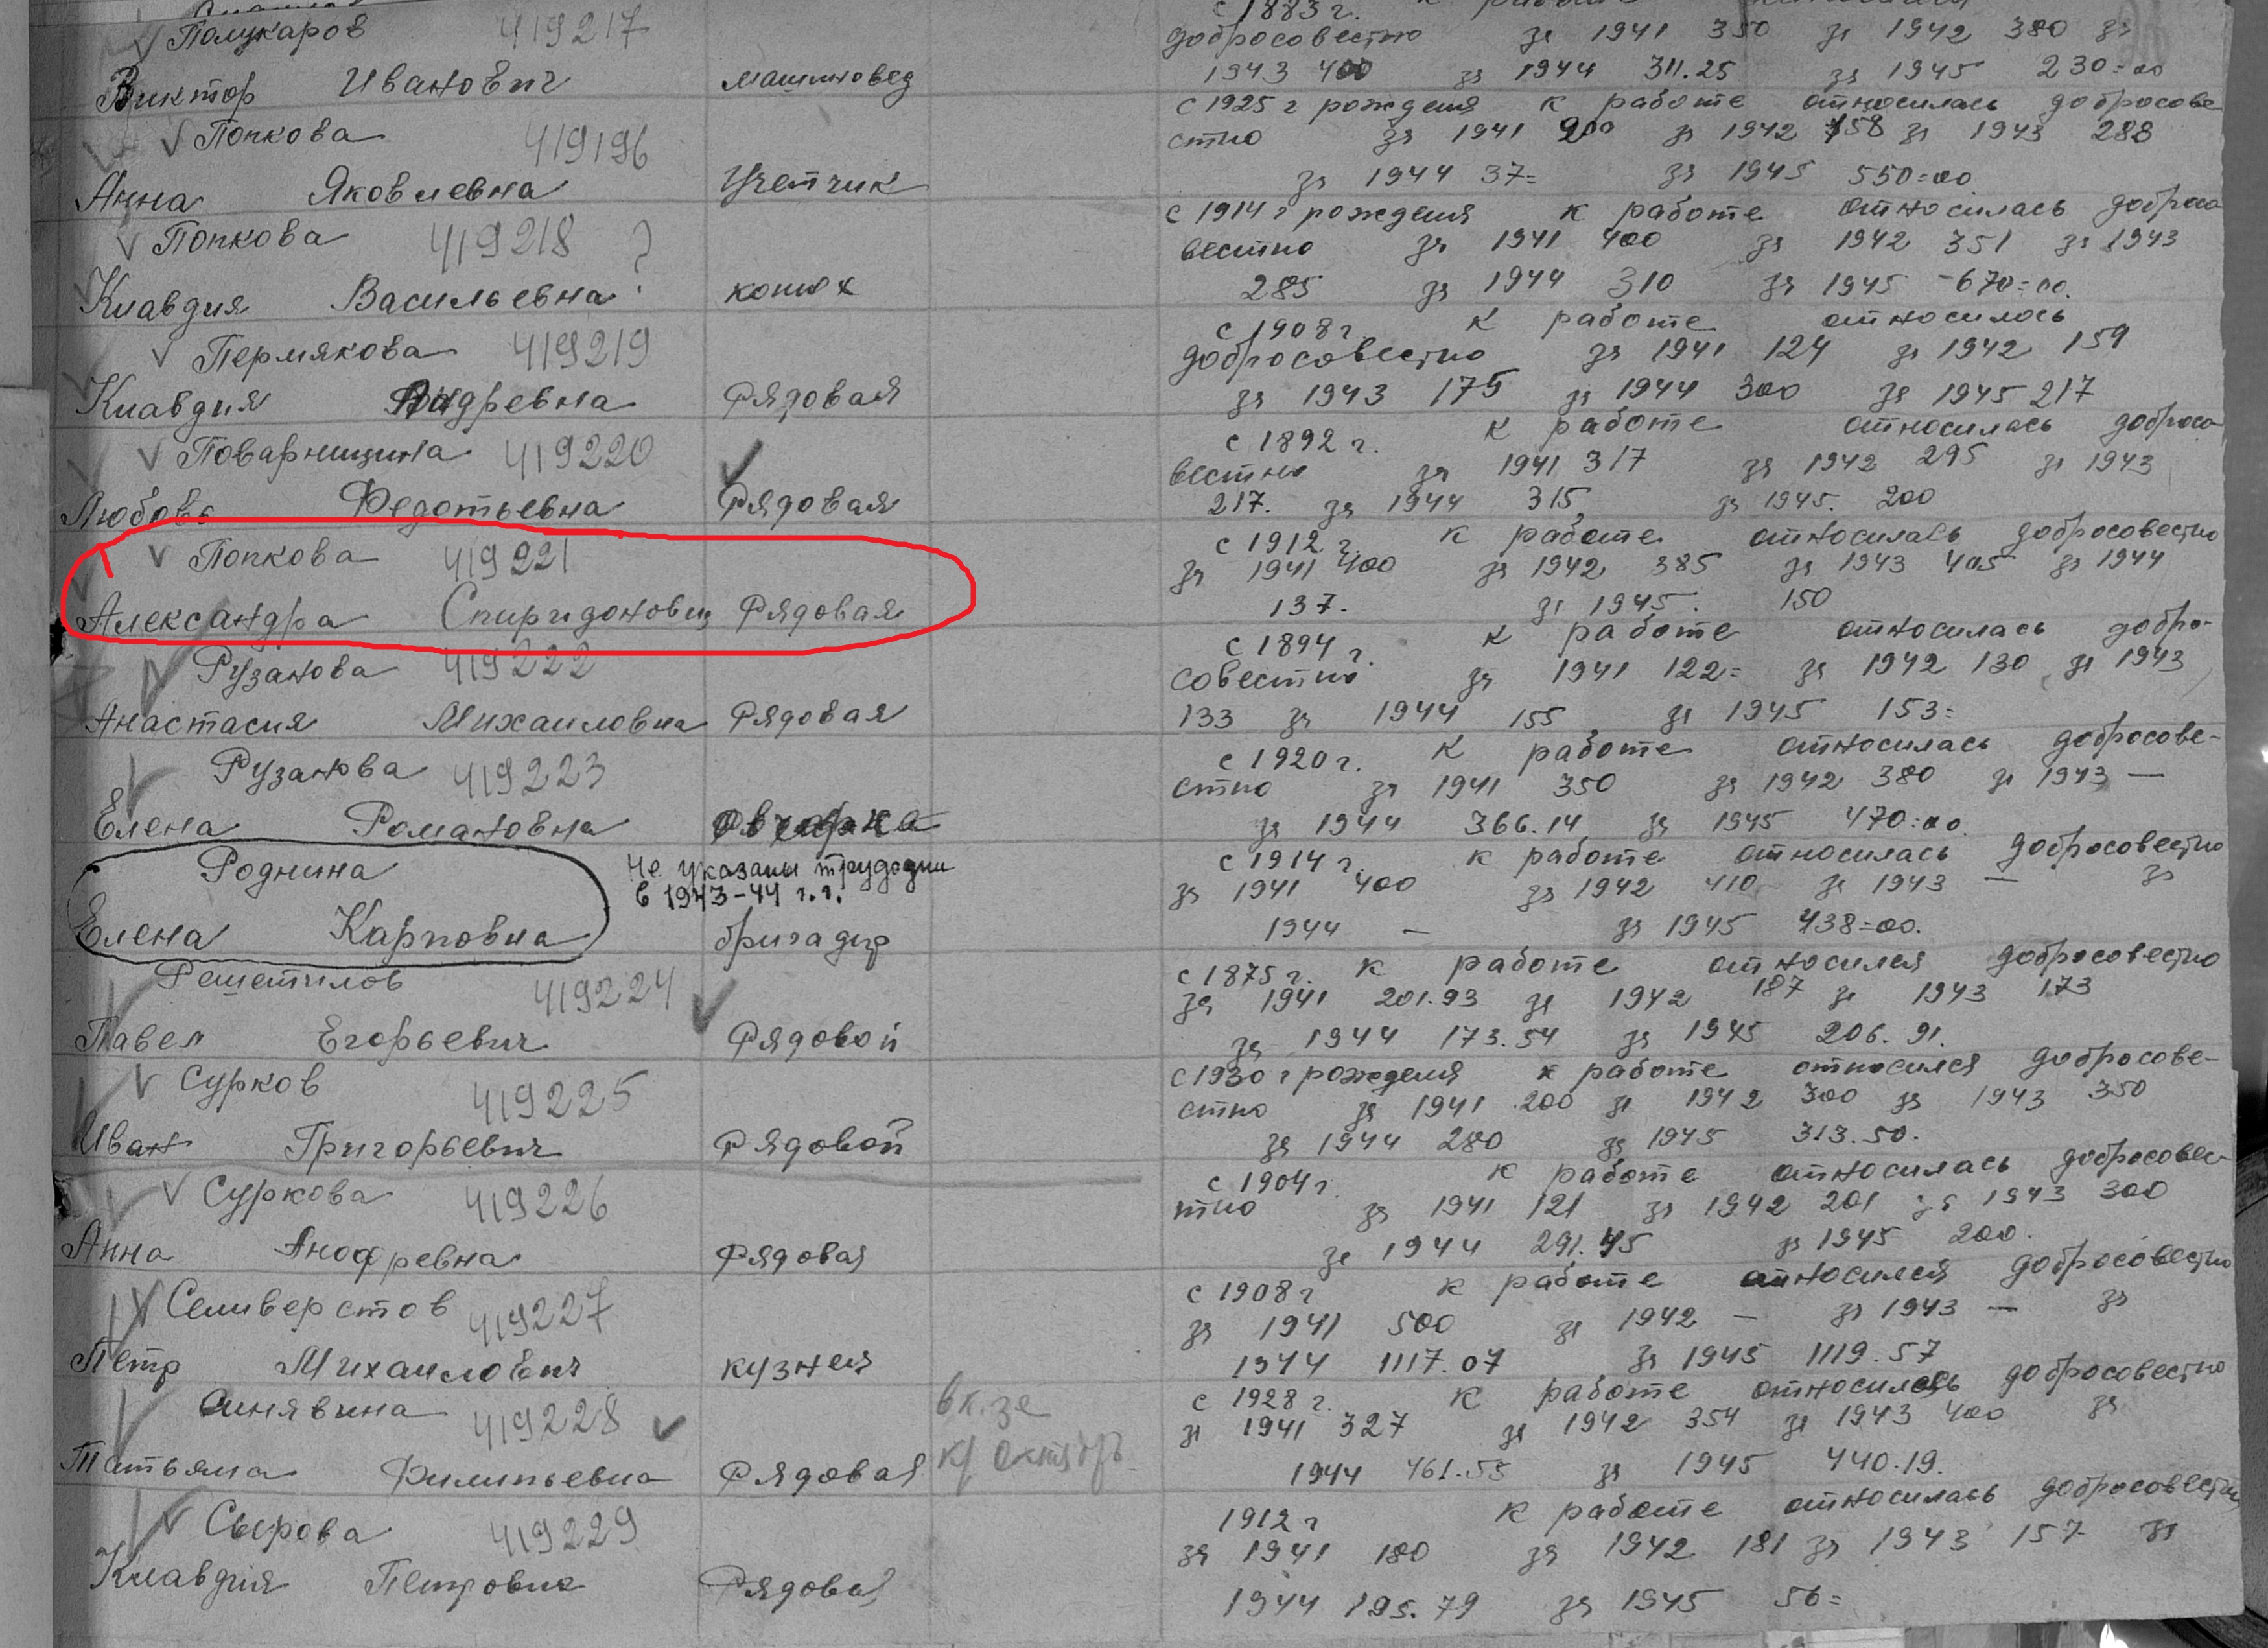 с 1883 г. к работе
✓ Полукаров 419217 добросовестно за 1941 350 за 1942 380 за
Виктор Иванович машиновед 1943 400 за 1944 311.25 за 1945 230=00
с 1925 г рождения к работе относилась добросове-
✓ Попкова 419196 стно за 1941 200 за 1942 158 за 1943 288
Анна Яковлевна Учетчик за 1944 37= за 1945 550=00
с 1914 г рождения к работе относилась добросо
✓ Попкова 419218 ? вестно за 1941 400 за 1942 351 за 1943
Клавдия Васильевна конюх 285 за 1944 310 за 1945 -670=00.
с 1908 г. к работе относилось
✓ Пермякова 419219 добросовестно за 1941 124 за 1942 159
Клавдия Андревна Рядовая за 1943 175 за 1944 300 за 1945 217
с 1892 г. к работе относилась добросо
✓ Поварницина 419220 вестно за 1941 317 за 1942 295 за 1943
Любовь Федотьевна Рядовая 217. за 1944 315 за 1945. 200
с 1912 г. к работе относилась добросовестно
✓ Попкова 419221 за 1941 400 за 1942 385 за 1943 405 за 1944
Александра Спиридоновн Рядовая 137. за 1945. 150
с 1894 г. к работе относилась добро-
Рузанова 419222 совестно за 1941 122= за 1942 130 за 1943
Анастасия Михаиловна Рядовая 133 за 1944 155 за 1945 153=
с 1920 г. к работе относилась добросове-
Рузанова 419223 стно за 1941 350 за 1942 380 за 1943 —
Елена Романовна за 1944 366.14 за 1945 470=00.
с 1914 г. к работе относилась добросовестно
Роднина Не указаны трудодни за 1941 400 за 1942 410 за 1943 — за
в 1943-44 г.г.
Елена Карповна бригадир 1944 — за 1945 438=00.
с 1875 г. к работе относился добросовестно
Решетилов 419224 за 1941 201.93 за 1942 187 за 1943 173
Павел Егорьевич Рядовой за 1944 173.54 за 1945 206.91.
с 1930 г рождения к работе относился добросове-
✓ Сурков 419225 стно за 1941 200 за 1942 300 за 1943 350
Иван Григорьевич Рядовой за 1944 280 за 1945 313.50.
с 1904 г. к работе относилась добросовес-
✓ Суркова 419226 тно за 1941 121 за 1942 201 за 1943 300
Анна Анофревна Рядовая за 1944 291.45 за 1945 200.
с 1908 г к работе относился добросовестно
Селиверстов 419227 за 1941 500 за 1942 — за 1943 — за
Петр Михаилович кузнец 1944 1117.07 за 1945 1119.57
с 1928 г. к работе относилась добросовестно
Синявина 419228 за 1941 327 за 1942 354 за 1943 400 за
Татьяна Филипьевна Рядовая 1944 461.55 за 1945 440.19.
1912 г к работе относилась добросовестн
✓ Сырова 419229 за 1941 180 за 1942 181 за 1943 157 за
Клавдия Петровна Рядовая 1944 195.79 за 1945 56=